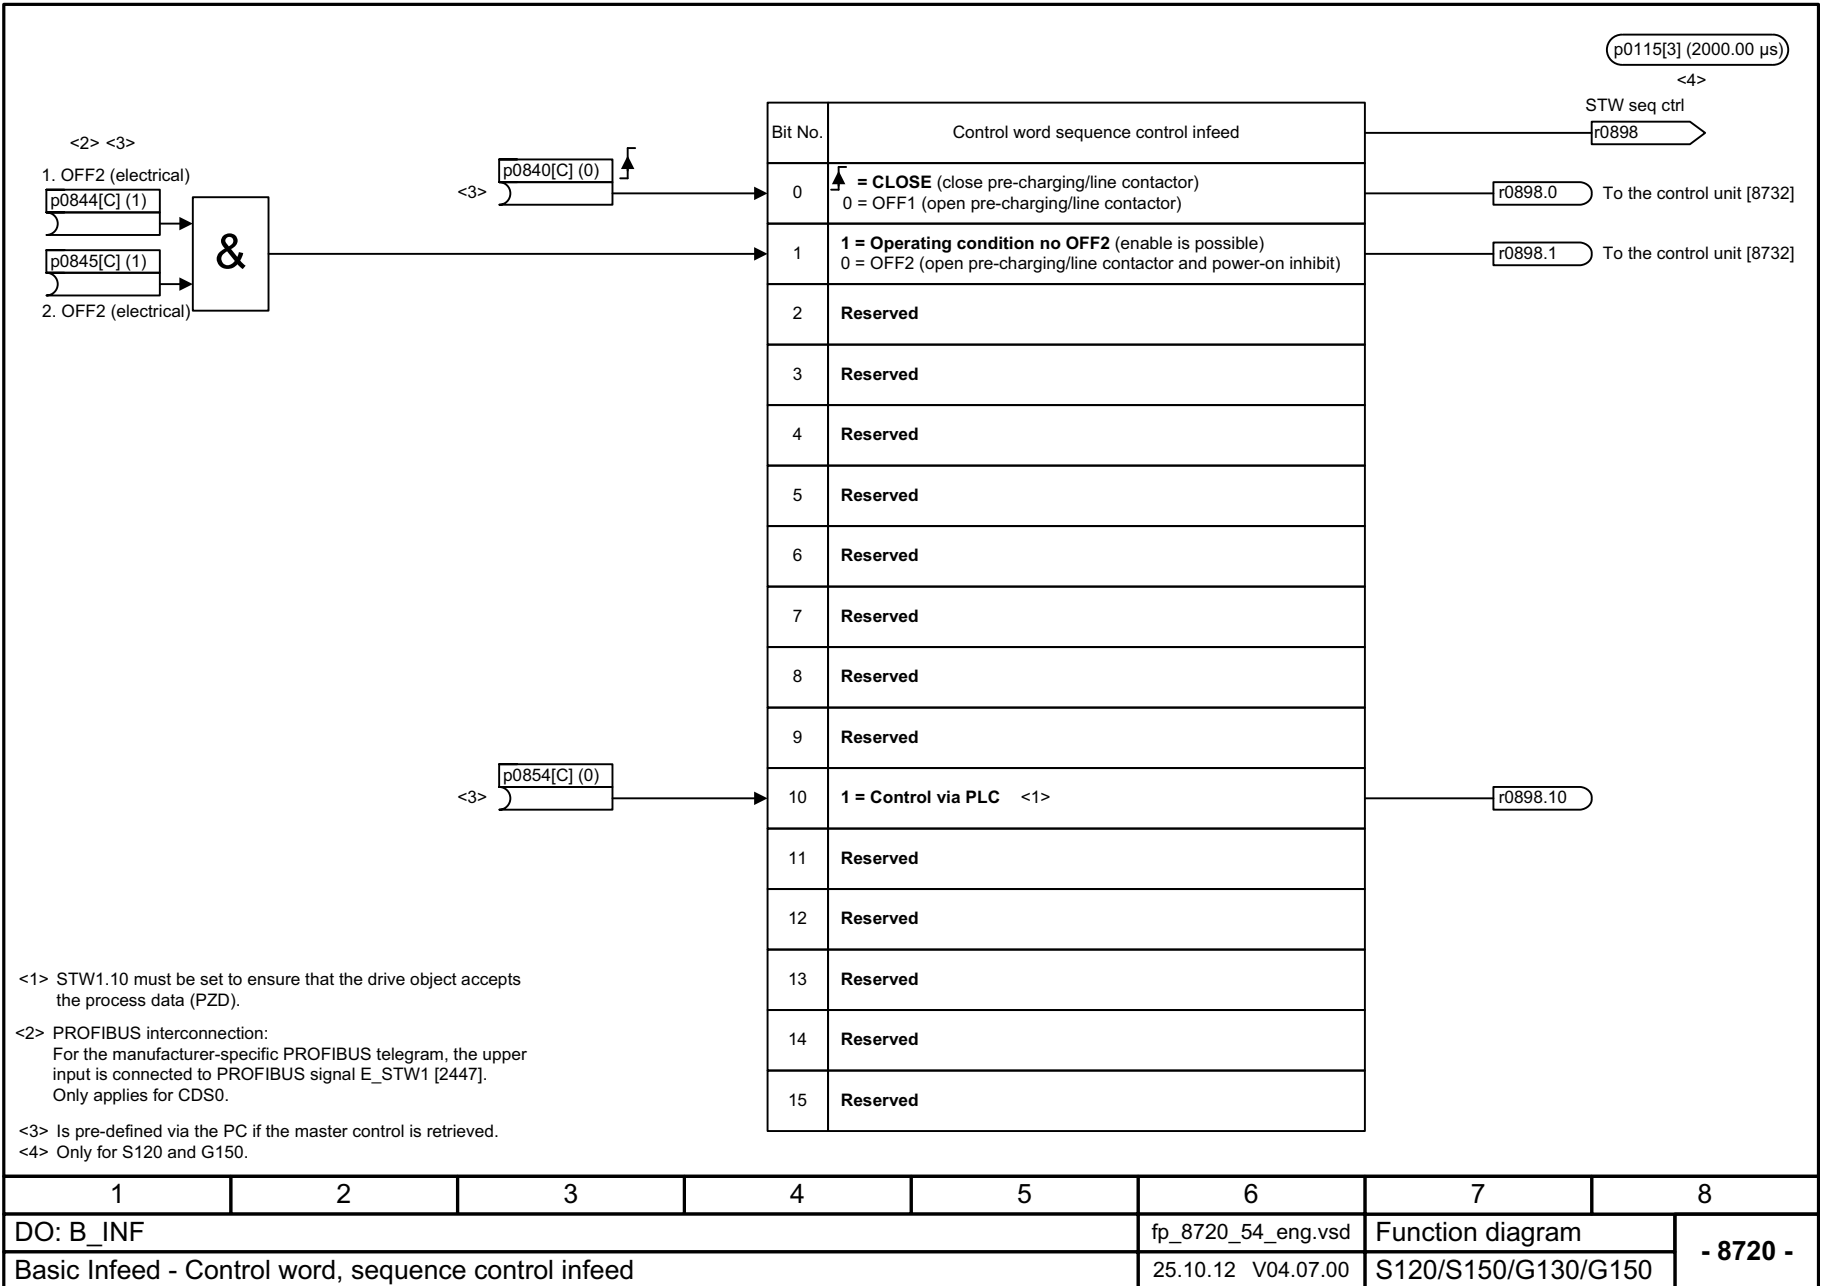 p0115[3] (2000.00 µs)
<4>
STW seq ctrl
r0898
Bit No. Control word sequence control infeed
<2> <3>
1. OFF2 (electrical)
p0844[C] (1)
p0845[C] (1)
2. OFF2 (electrical)
&
<3> p0840[C] (0)
0 = CLOSE (close pre-charging/line contactor)
0 = OFF1 (open pre-charging/line contactor)
r0898.0 To the control unit [8732]
1 1 = Operating condition no OFF2 (enable is possible)
0 = OFF2 (open pre-charging/line contactor and power-on inhibit)
r0898.1 To the control unit [8732]
2 Reserved
3 Reserved
4 Reserved
5 Reserved
6 Reserved
7 Reserved
8 Reserved
9 Reserved
<3> p0854[C] (0)
10 1 = Control via PLC <1>
r0898.10
11 Reserved
12 Reserved
13 Reserved
14 Reserved
15 Reserved
<1> STW1.10 must be set to ensure that the drive object accepts
the process data (PZD).
<2> PROFIBUS interconnection:
For the manufacturer-specific PROFIBUS telegram, the upper
input is connected to PROFIBUS signal E_STW1 [2447].
Only applies for CDS0.
<3> Is pre-defined via the PC if the master control is retrieved.
<4> Only for S120 and G150.
1 2 3 4 5 6 7 8
DO: B_INF fp_8720_54_eng.vsd Function diagram - 8720 -
Basic Infeed - Control word, sequence control infeed 25.10.12 V04.07.00 S120/S150/G130/G150